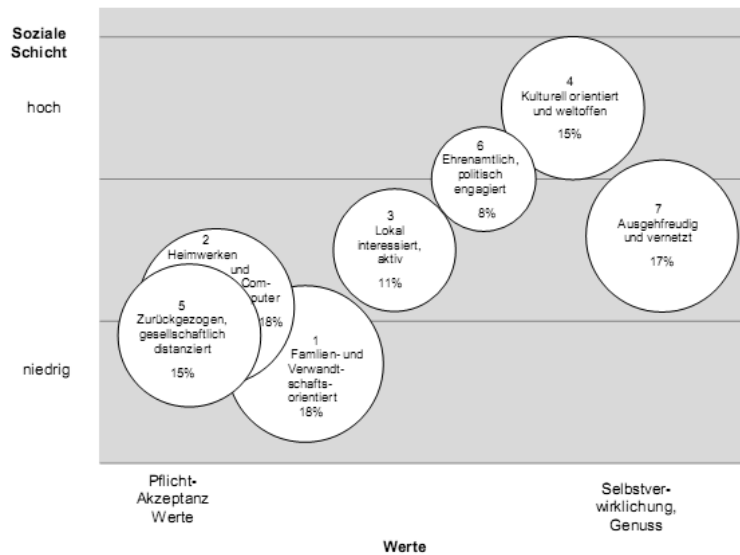 Soziale
Schicht
hoch
niedrig
4
Kulturell orientiert
und weltoffen
15%
6
Ehrenamtlich,
politisch
engagiert
8%
3
Lokal
interessiert,
aktiv
11%
7
Ausgehfreudig
und vernetzt
17%
2
Heimwerken
und
Com-
puter
18%
5
Zurückgezogen,
gesellschaftlich
distanziert
15%
1
Famlien- und
Verwandt-
schafts-
orientiert
18%
Pflicht-
Akzeptanz
Werte
Selbstver-
wirklichung,
Genuss
Werte